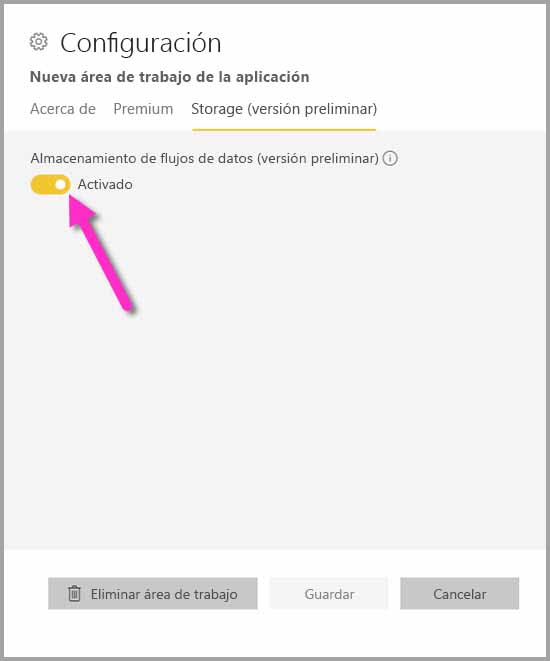 Configuración
Nueva área de trabajo de la aplicación
Acerca de Premium Storage (versión preliminar)
Almacenamiento de flujos de datos (versión preliminar)
Activado
Eliminar área de trabajo Guardar Cancelar